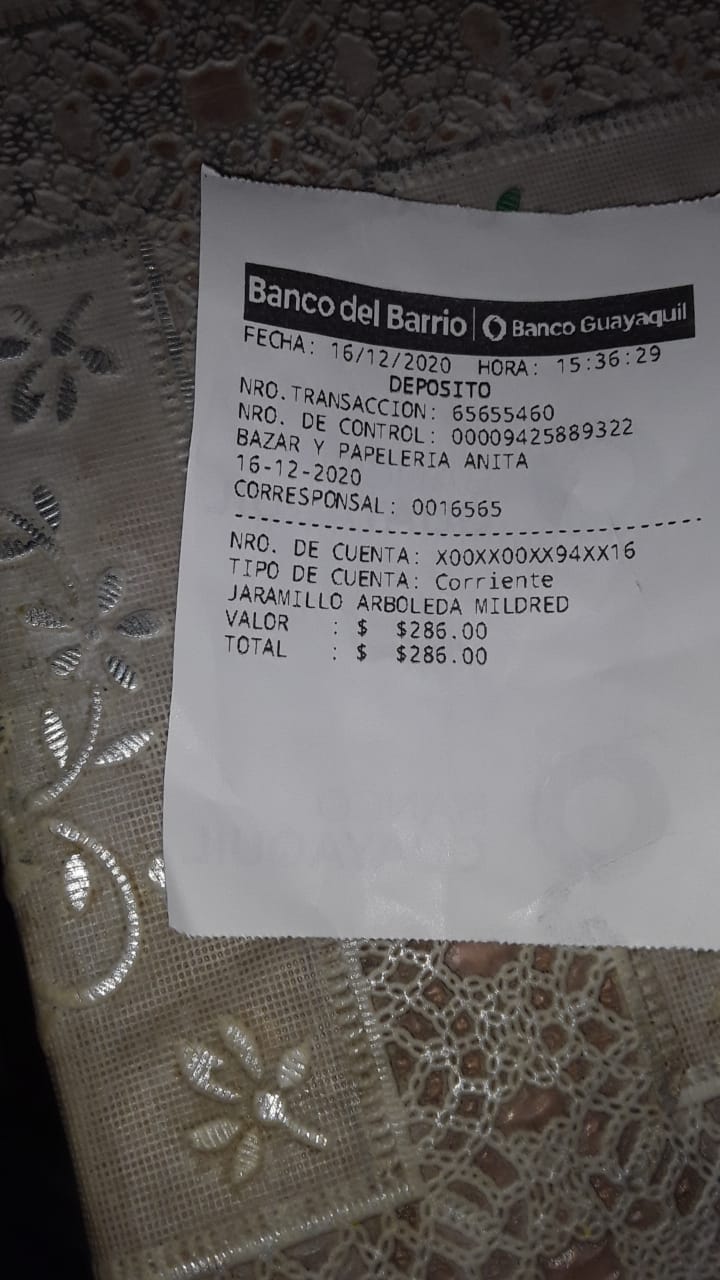 Banco del Barrio | Banco Guayaquil
FECHA: 16/12/2020 HORA: 15:36:29
DEPOSITO
NRO.TRANSACCION: 65655460
NRO. DE CONTROL: 00009425889322
BAZAR Y PAPELERIA ANITA
16-12-2020
CORRESPONSAL: 0016565
NRO. DE CUENTA: X00XX00XX94XX16
TIPO DE CUENTA: Corriente
JARAMILLO ARBOLEDA MILDRED
VALOR : $ $286.00
TOTAL : $ $286.00